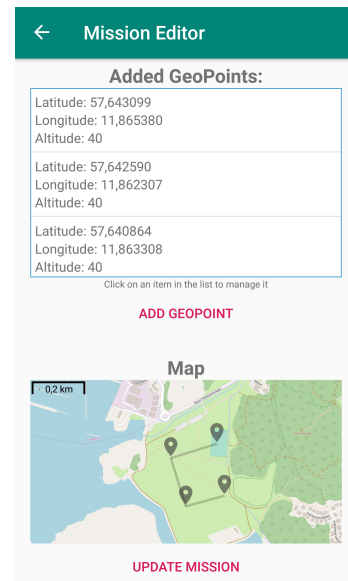 Mission Editor
Added GeoPoints:
Latitude: 57,643099
Longitude: 11,865380
Altitude: 40
Latitude: 57,642590
Longitude: 11,862307
Altitude: 40
Latitude: 57,640864
Longitude: 11,863308
Altitude: 40
Click on an item in the list to manage it
ADD GEOPOINT
Map
0,2 km
UPDATE MISSION